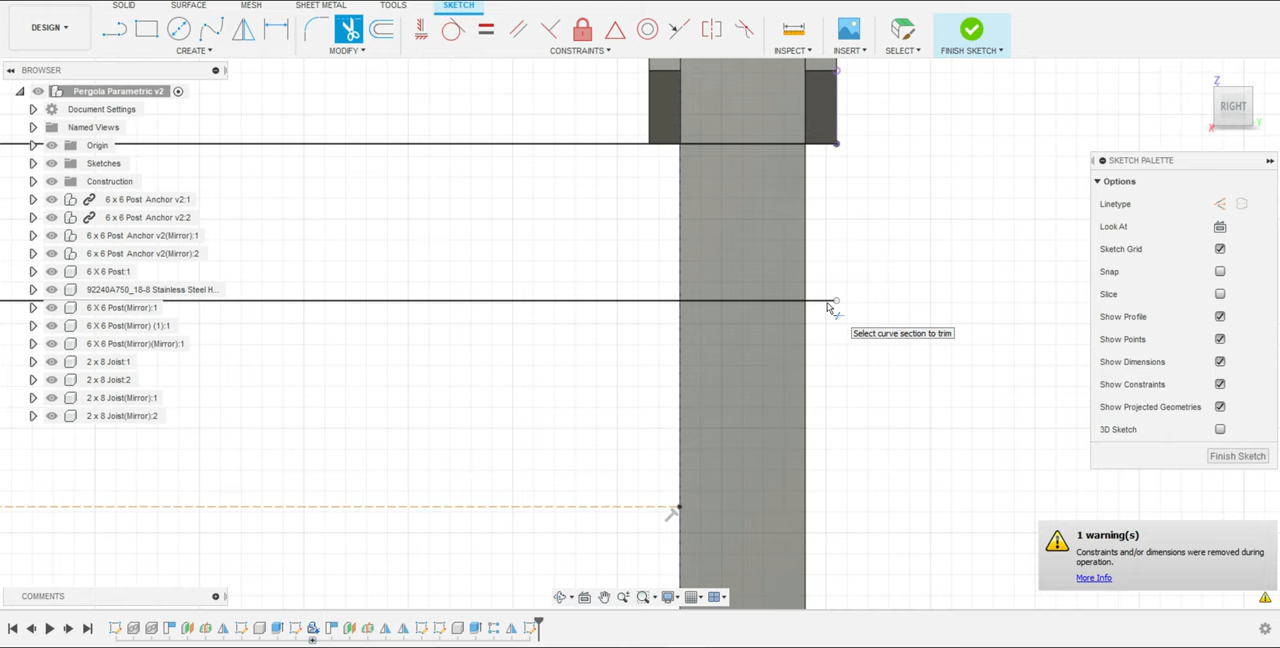 SOLID SURFACE MESH SHEET METAL TOOLS SKETCH
DESIGN ▾
CREATE ▾ MODIFY ▾ CONSTRAINTS ▾ INSPECT ▾ INSERT ▾ SELECT ▾ FINISH SKETCH ▾
BROWSER
Pergola Parametric v2
Document Settings
Named Views
Origin
Sketches
Construction
6 x 6 Post Anchor v2:1
6 x 6 Post Anchor v2:2
6 x 6 Post Anchor v2(Mirror):1
6 x 6 Post Anchor v2(Mirror):2
6 X 6 Post:1
92240A750_18-8 Stainless Steel H...
6 X 6 Post(Mirror):1
6 X 6 Post(Mirror) (1):1
6 X 6 Post(Mirror)(Mirror):1
2 x 8 Joist:1
2 x 8 Joist:2
2 x 8 Joist(Mirror):1
2 x 8 Joist(Mirror):2
Select curve section to trim
Z
RIGHT
X
Y
SKETCH PALETTE
Options
Linetype
Look At
Sketch Grid
Snap
Slice
Show Profile
Show Points
Show Dimensions
Show Constraints
Show Projected Geometries
3D Sketch
Finish Sketch
1 warning(s)
Constraints and/or dimensions were removed during
operation.
More Info
COMMENTS